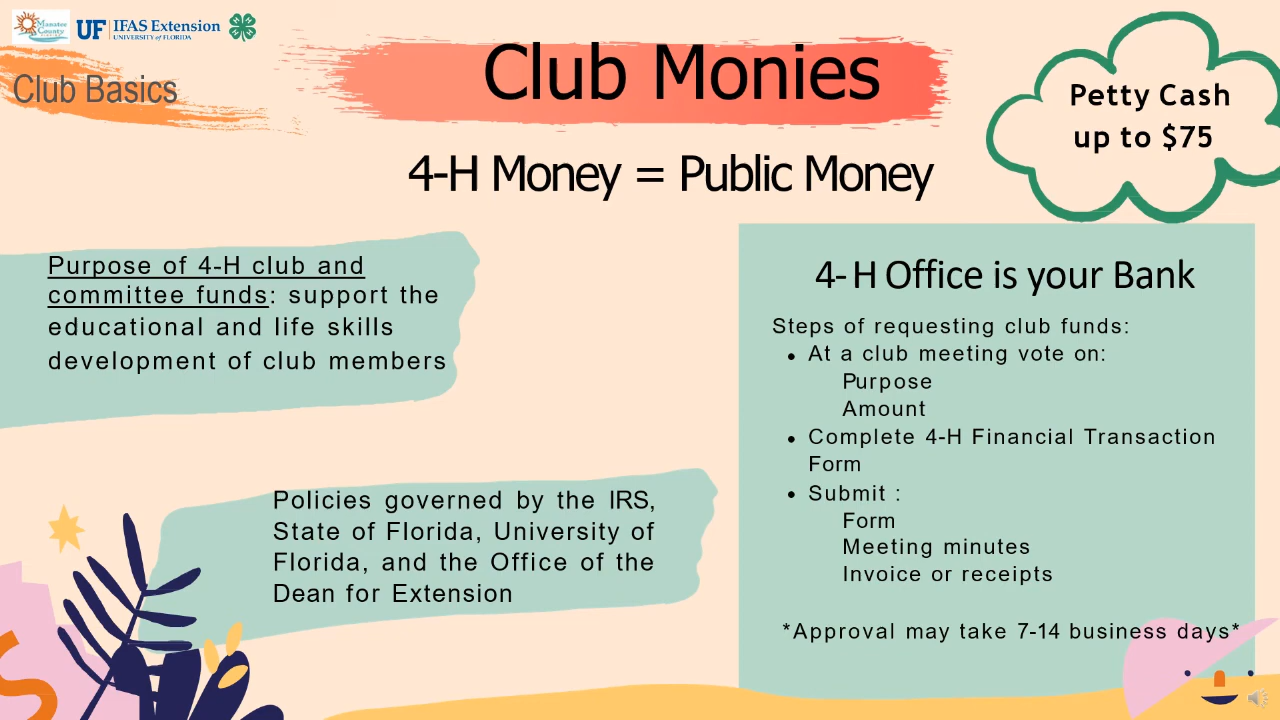 Manatee
County
UF IFAS Extension
UNIVERSITY of FLORIDA
Club Basics
Club Monies
4-H Money = Public Money
Petty Cash
up to $75
Purpose of 4-H club and
committee funds: support the
educational and life skills
development of club members
Policies governed by the IRS,
State of Florida, University of
Florida, and the Office of the
Dean for Extension
4- H Office is your Bank
Steps of requesting club funds:
• At a club meeting vote on:
Purpose
Amount
• Complete 4-H Financial Transaction
Form
• Submit :
Form
Meeting minutes
Invoice or receipts
*Approval may take 7-14 business days*